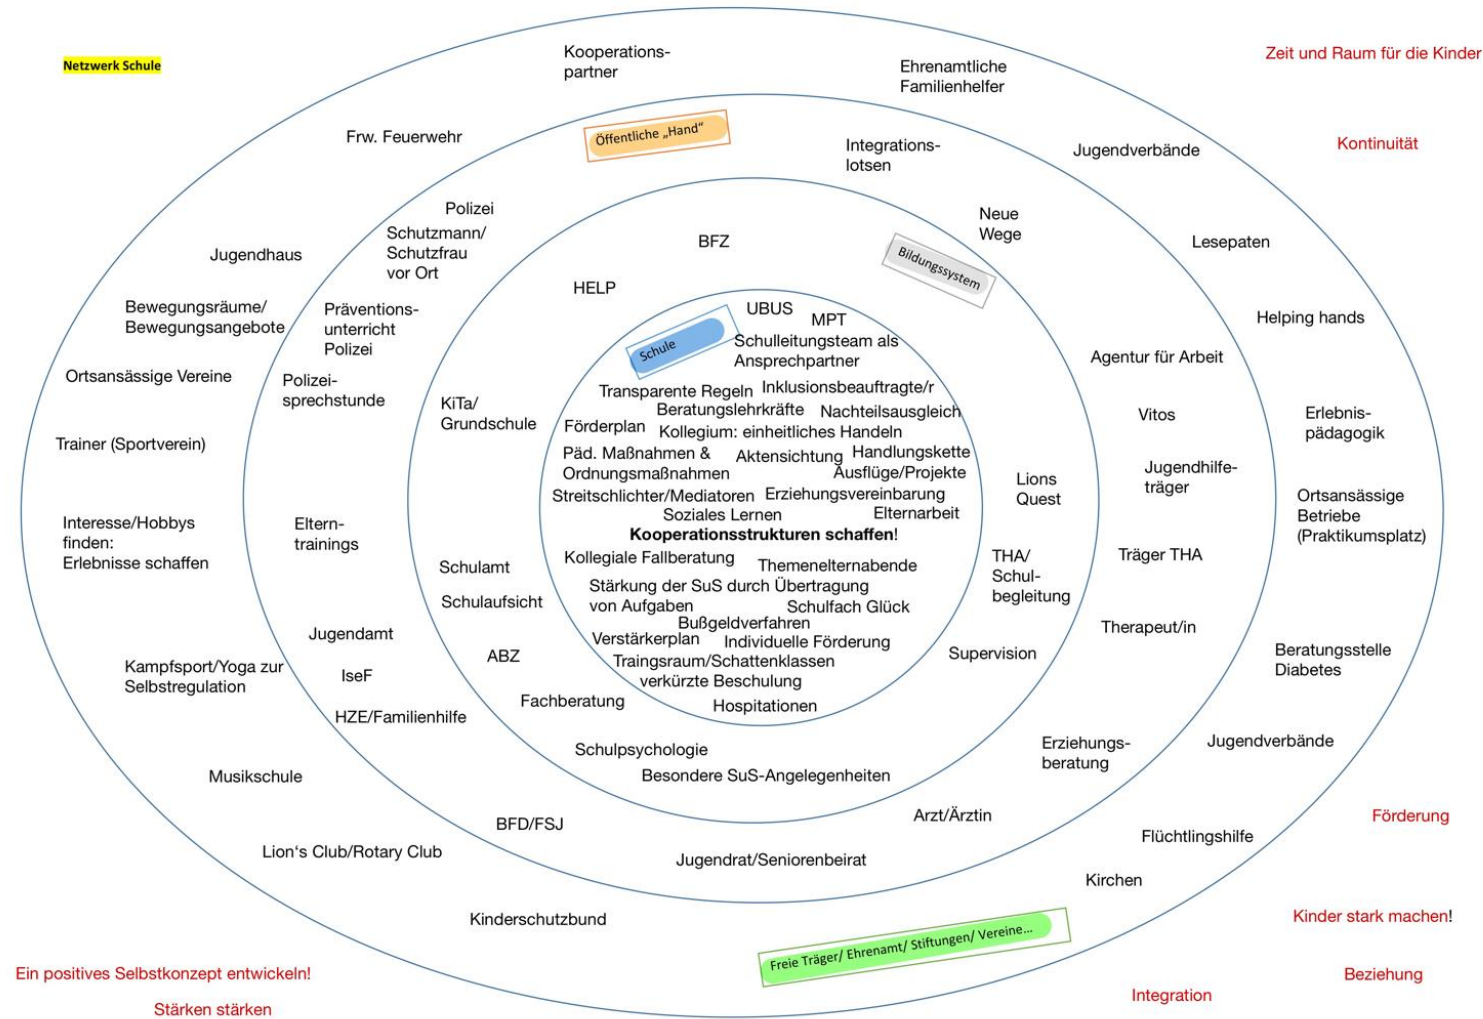 Netzwerk Schule
Kooperations-
partner
Ehrenamtliche
Familienhelfer
Zeit und Raum für die Kinder
Frw. Feuerwehr
Öffentliche „Hand“
Integrations-
lotsen
Jugendverbände
Kontinuität
Polizei
Schutzmann/
Schutzfrau
vor Ort
Neue
Wege
Lesepaten
Jugendhaus
BFZ
Bildungssystem
HELP
Bewegungsräume/
Bewegungsangebote
Präventions-
unterricht
Polizei
Helping hands
UBUS
MPT
Schule
Schulleitungsteam als
Ansprechpartner
Agentur für Arbeit
Ortsansässige Vereine
Polizei-
sprechstunde
Transparente Regeln
Inklusionsbeauftragte/r
KiTa/
Grundschule
Beratungslehrkräfte
Nachteilsausgleich
Vitos
Erlebnis-
pädagogik
Förderplan
Kollegium: einheitliches Handeln
Trainer (Sportverein)
Päd. Maßnahmen &
Ordnungsmaßnahmen
Aktensichtung
Handlungskette
Ausflüge/Projekte
Lions
Quest
Jugendhilfe-
träger
Streitschlichter/Mediatoren
Erziehungsvereinbarung
Ortsansässige
Betriebe
(Praktikumsplatz)
Soziales Lernen
Elternarbeit
Interesse/Hobbys
finden:
Erlebnisse schaffen
Eltern-
trainings
Kooperationsstrukturen schaffen!
Kollegiale Fallberatung
Themenelternabende
THA/
Schul-
begleitung
Träger THA
Schulamt
Stärkung der SuS durch Übertragung
von Aufgaben
Schulfach Glück
Schulaufsicht
Bußgeldverfahren
Jugendamt
Verstärkerplan
Individuelle Förderung
Therapeut/in
ABZ
Traingsraum/Schattenklassen
verkürzte Beschulung
Supervision
Beratungsstelle
Diabetes
Kampfsport/Yoga zur
Selbstregulation
IseF
Fachberatung
Hospitationen
HZE/Familienhilfe
Schulpsychologie
Erziehungs-
beratung
Jugendverbände
Musikschule
Besondere SuS-Angelegenheiten
BFD/FSJ
Arzt/Ärztin
Förderung
Flüchtlingshilfe
Lion‘s Club/Rotary Club
Jugendrat/Seniorenbeirat
Kirchen
Kinderschutzbund
Kinder stark machen!
Freie Träger/ Ehrenamt/ Stiftungen/ Vereine…
Ein positives Selbstkonzept entwickeln!
Beziehung
Integration
Stärken stärken